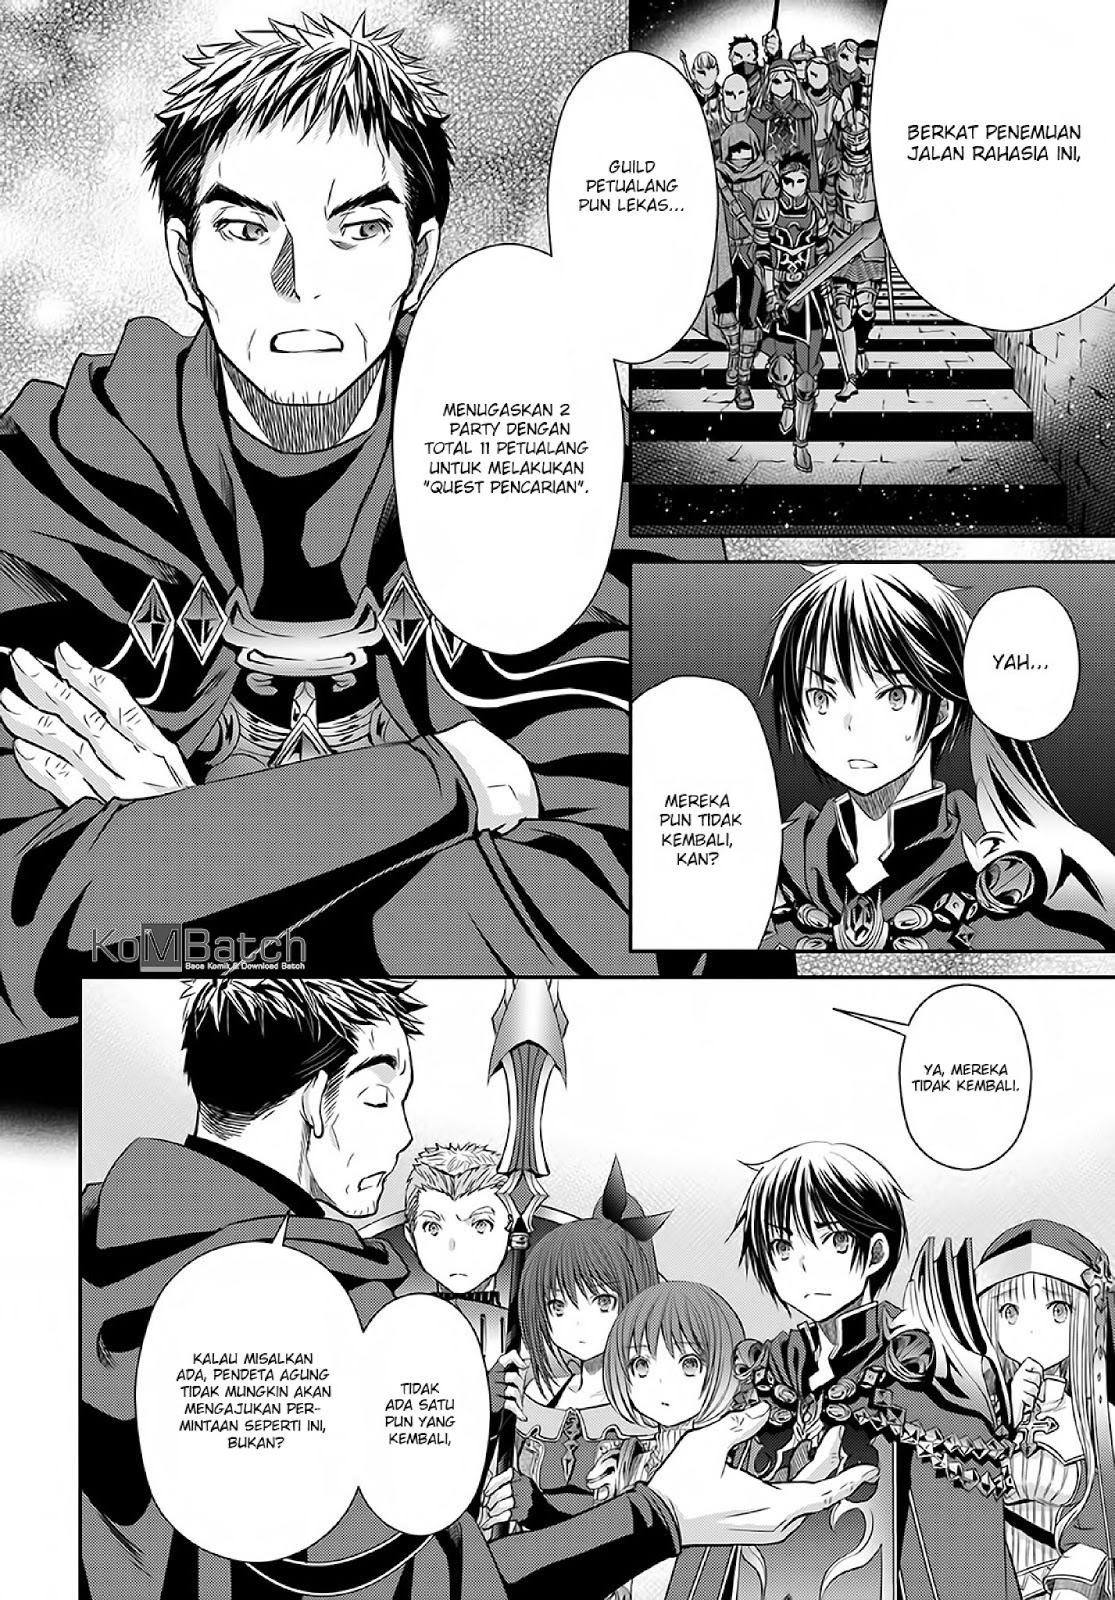 BERKAT PENEMUAN
JALAN RAHASIA INI,
GUILD
PETUALANG
PUN LEKAS...
MENUGASKAN 2
PARTY DENGAN
TOTAL 11 PETUALANG
UNTUK MELAKUKAN
"QUEST PENCARIAN".
YAH...
MEREKA
PUN TIDAK
KEMBALI,
KAN?
KoMBatch
Baca Komik & Download Batch
YA, MEREKA
TIDAK KEMBALI.
TIDAK
ADA SATU
PUN YANG
KEMBALI,
KALAU MISALKAN
ADA, PENDETA AGUNG
TIDAK MUNGKIN AKAN
MENGAJUKAN PER-
MINTAAN SEPERTI INI,
BUKAN?